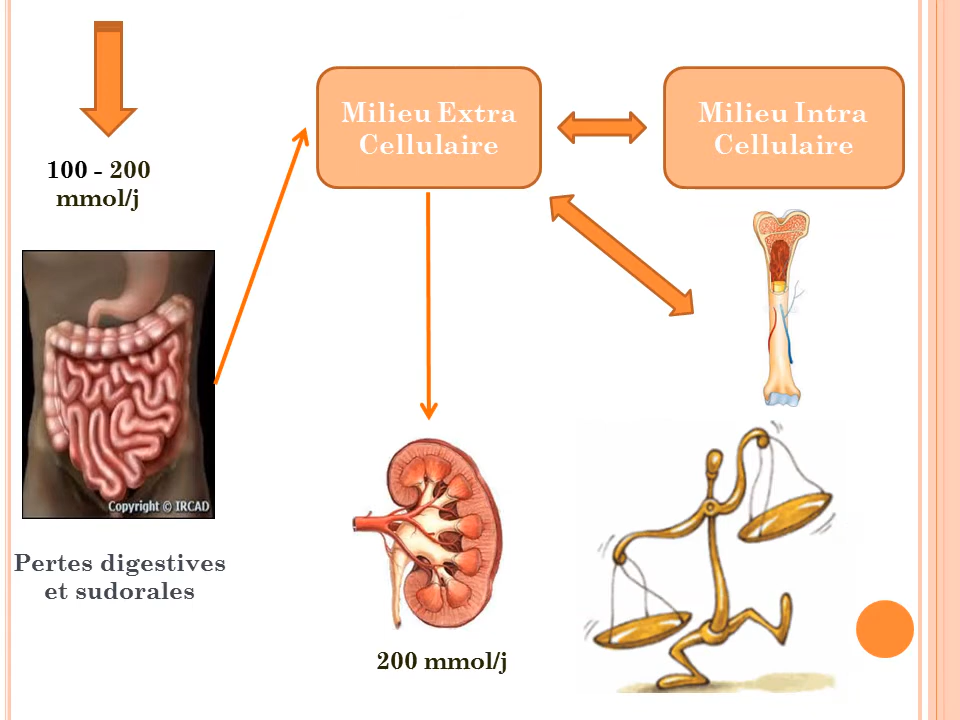 Milieu Extra
Cellulaire
Milieu Intra
Cellulaire
100 - 200
mmol/j
Copyright © IRCAD
Pertes digestives
et sudorales
200 mmol/j